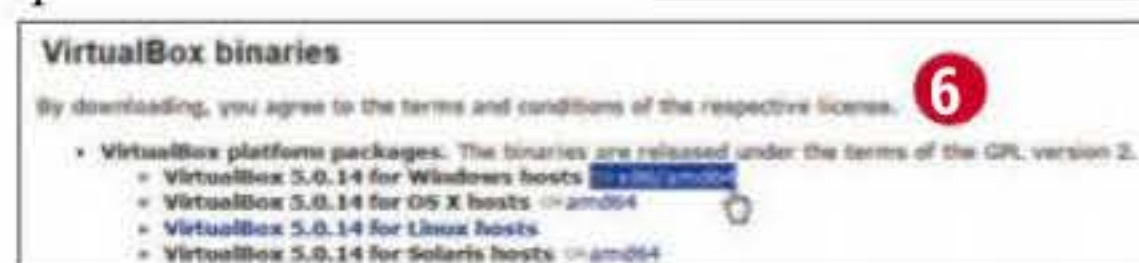 VirtualBox binaries
By downloading, you agree to the terms and conditions of the respective license.
6
• VirtualBox platform packages. The binaries are released under the terms of the GPL version 2.
VirtualBox 5.0.14 for Windows hosts x86/amd64
VirtualBox 5.0.14 for OS X hosts amd64
VirtualBox 5.0.14 for Linux hosts
VirtualBox 5.0.14 for Solaris hosts amd64